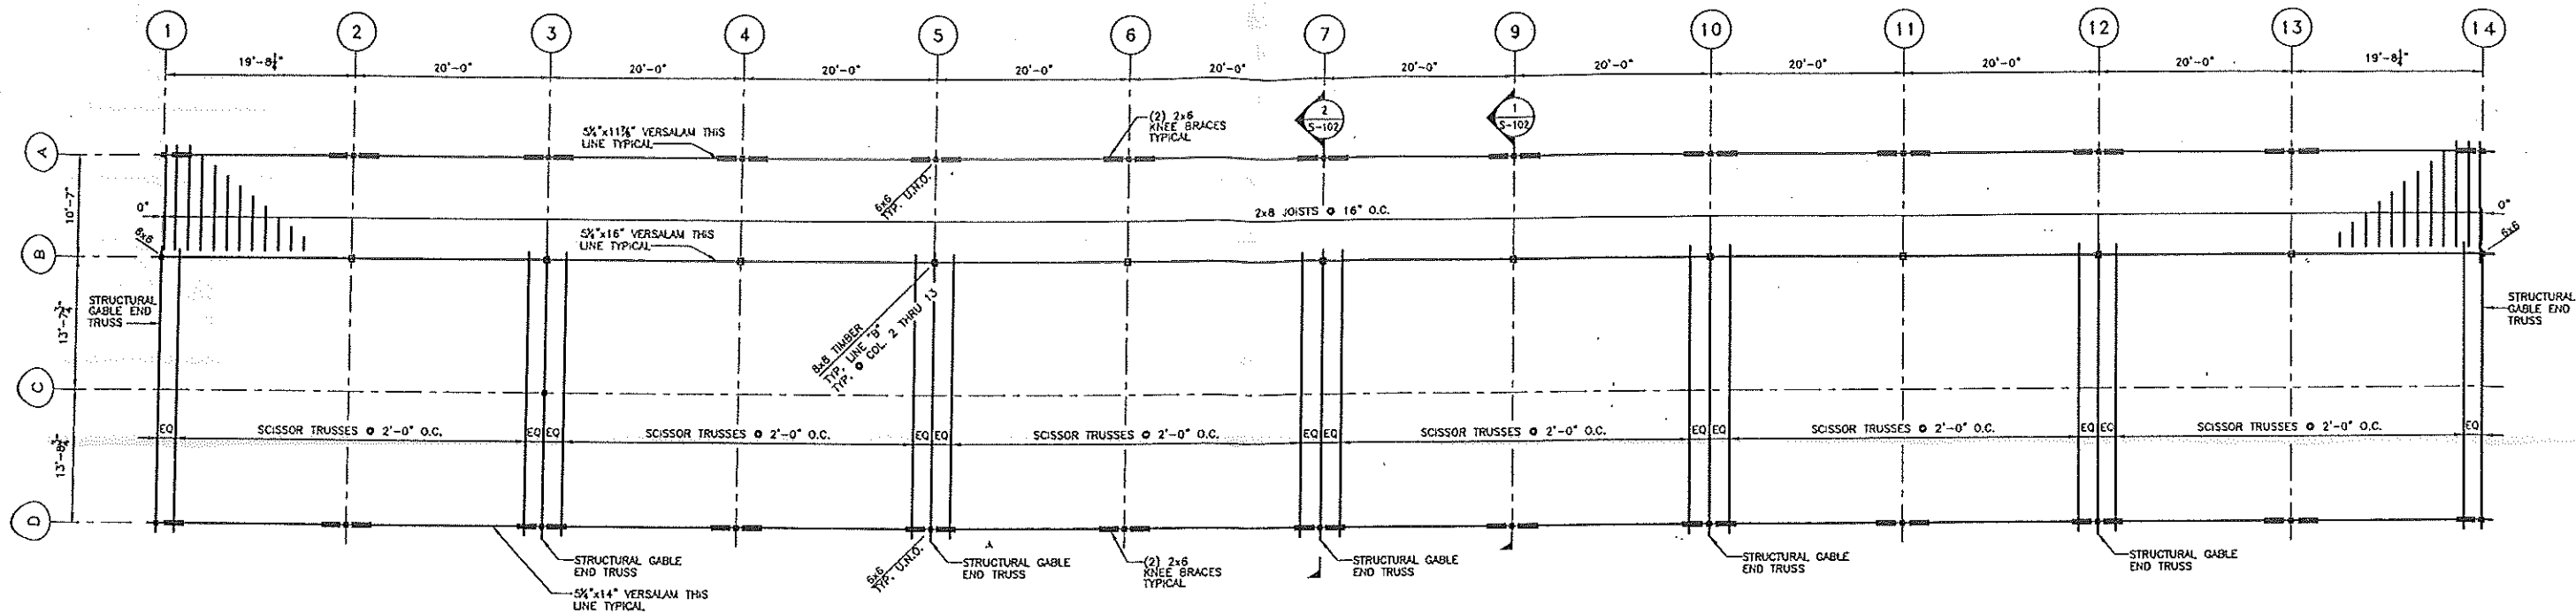 1 2 3 4 5 6 7 9 10 11 12 13 14
19'-8¼" 20'-0" 20'-0" 20'-0" 20'-0" 20'-0" 20'-0" 20'-0" 20'-0" 20'-0" 20'-0" 19'-8¼"
2
S-102
1
S-102
(2) 2x6
KNEE BRACES
TYPICAL
5¼"x11⅞" VERSALAM THIS
LINE TYPICAL
A
10'-7"
6x6
TYP. U.N.O.
0"
2x8 JOISTS @ 16" O.C.
0"
6x6
5¼"x16" VERSALAM THIS
LINE TYPICAL
6x6
B
STRUCTURAL
GABLE END
TRUSS
13'-7¾"
8x8 TIMBER
TYP. LINE "B"
TYP. @ COL. 2 THRU 13
STRUCTURAL
GABLE END
TRUSS
C
EQ SCISSOR TRUSSES @ 2'-0" O.C. EQ EQ SCISSOR TRUSSES @ 2'-0" O.C. EQ EQ SCISSOR TRUSSES @ 2'-0" O.C. EQ EQ SCISSOR TRUSSES @ 2'-0" O.C. EQ EQ SCISSOR TRUSSES @ 2'-0" O.C. EQ EQ SCISSOR TRUSSES @ 2'-0" O.C. EQ
13'-8¾"
D
STRUCTURAL GABLE
END TRUSS
5¼"x14" VERSALAM THIS
LINE TYPICAL
6x6
TYP. U.N.O.
STRUCTURAL GABLE
END TRUSS
(2) 2x6
KNEE BRACES
TYPICAL
STRUCTURAL GABLE
END TRUSS
STRUCTURAL GABLE
END TRUSS
STRUCTURAL GABLE
END TRUSS